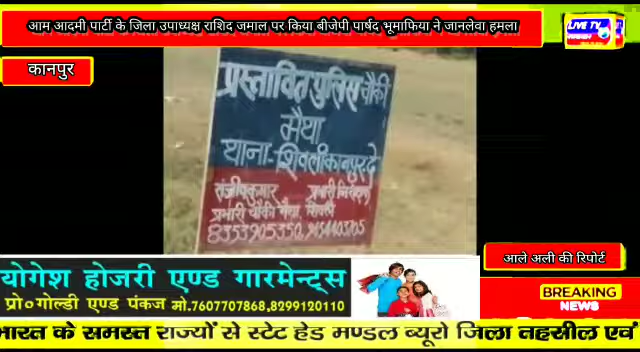 आम आदमी पार्टी के जिला उपाध्यक्ष राशिद जमाल पर किया बीजेपी पार्षद भूमाफिया ने जानलेवा हमला
LIVE TV
कानपुर
प्रस्तावित पुलिस चौकी
मैथा
थाना-शिवली कानपुर दे
संजीव कुमार प्रभारी निरीक्षक
प्रभारी चौकी मैथा, शिवली
8353905350, 9454403705
आले अली की रिपोर्ट
योगेश होजरी एण्ड गारमेन्ट्स
प्रो० गोल्डी एण्ड पंकज मो.7607707868,8299120110
BREAKING
NEWS
भारत के समस्त राज्यों से स्टेट हेड मण्डल ब्यूरो जिला तहसील एवं